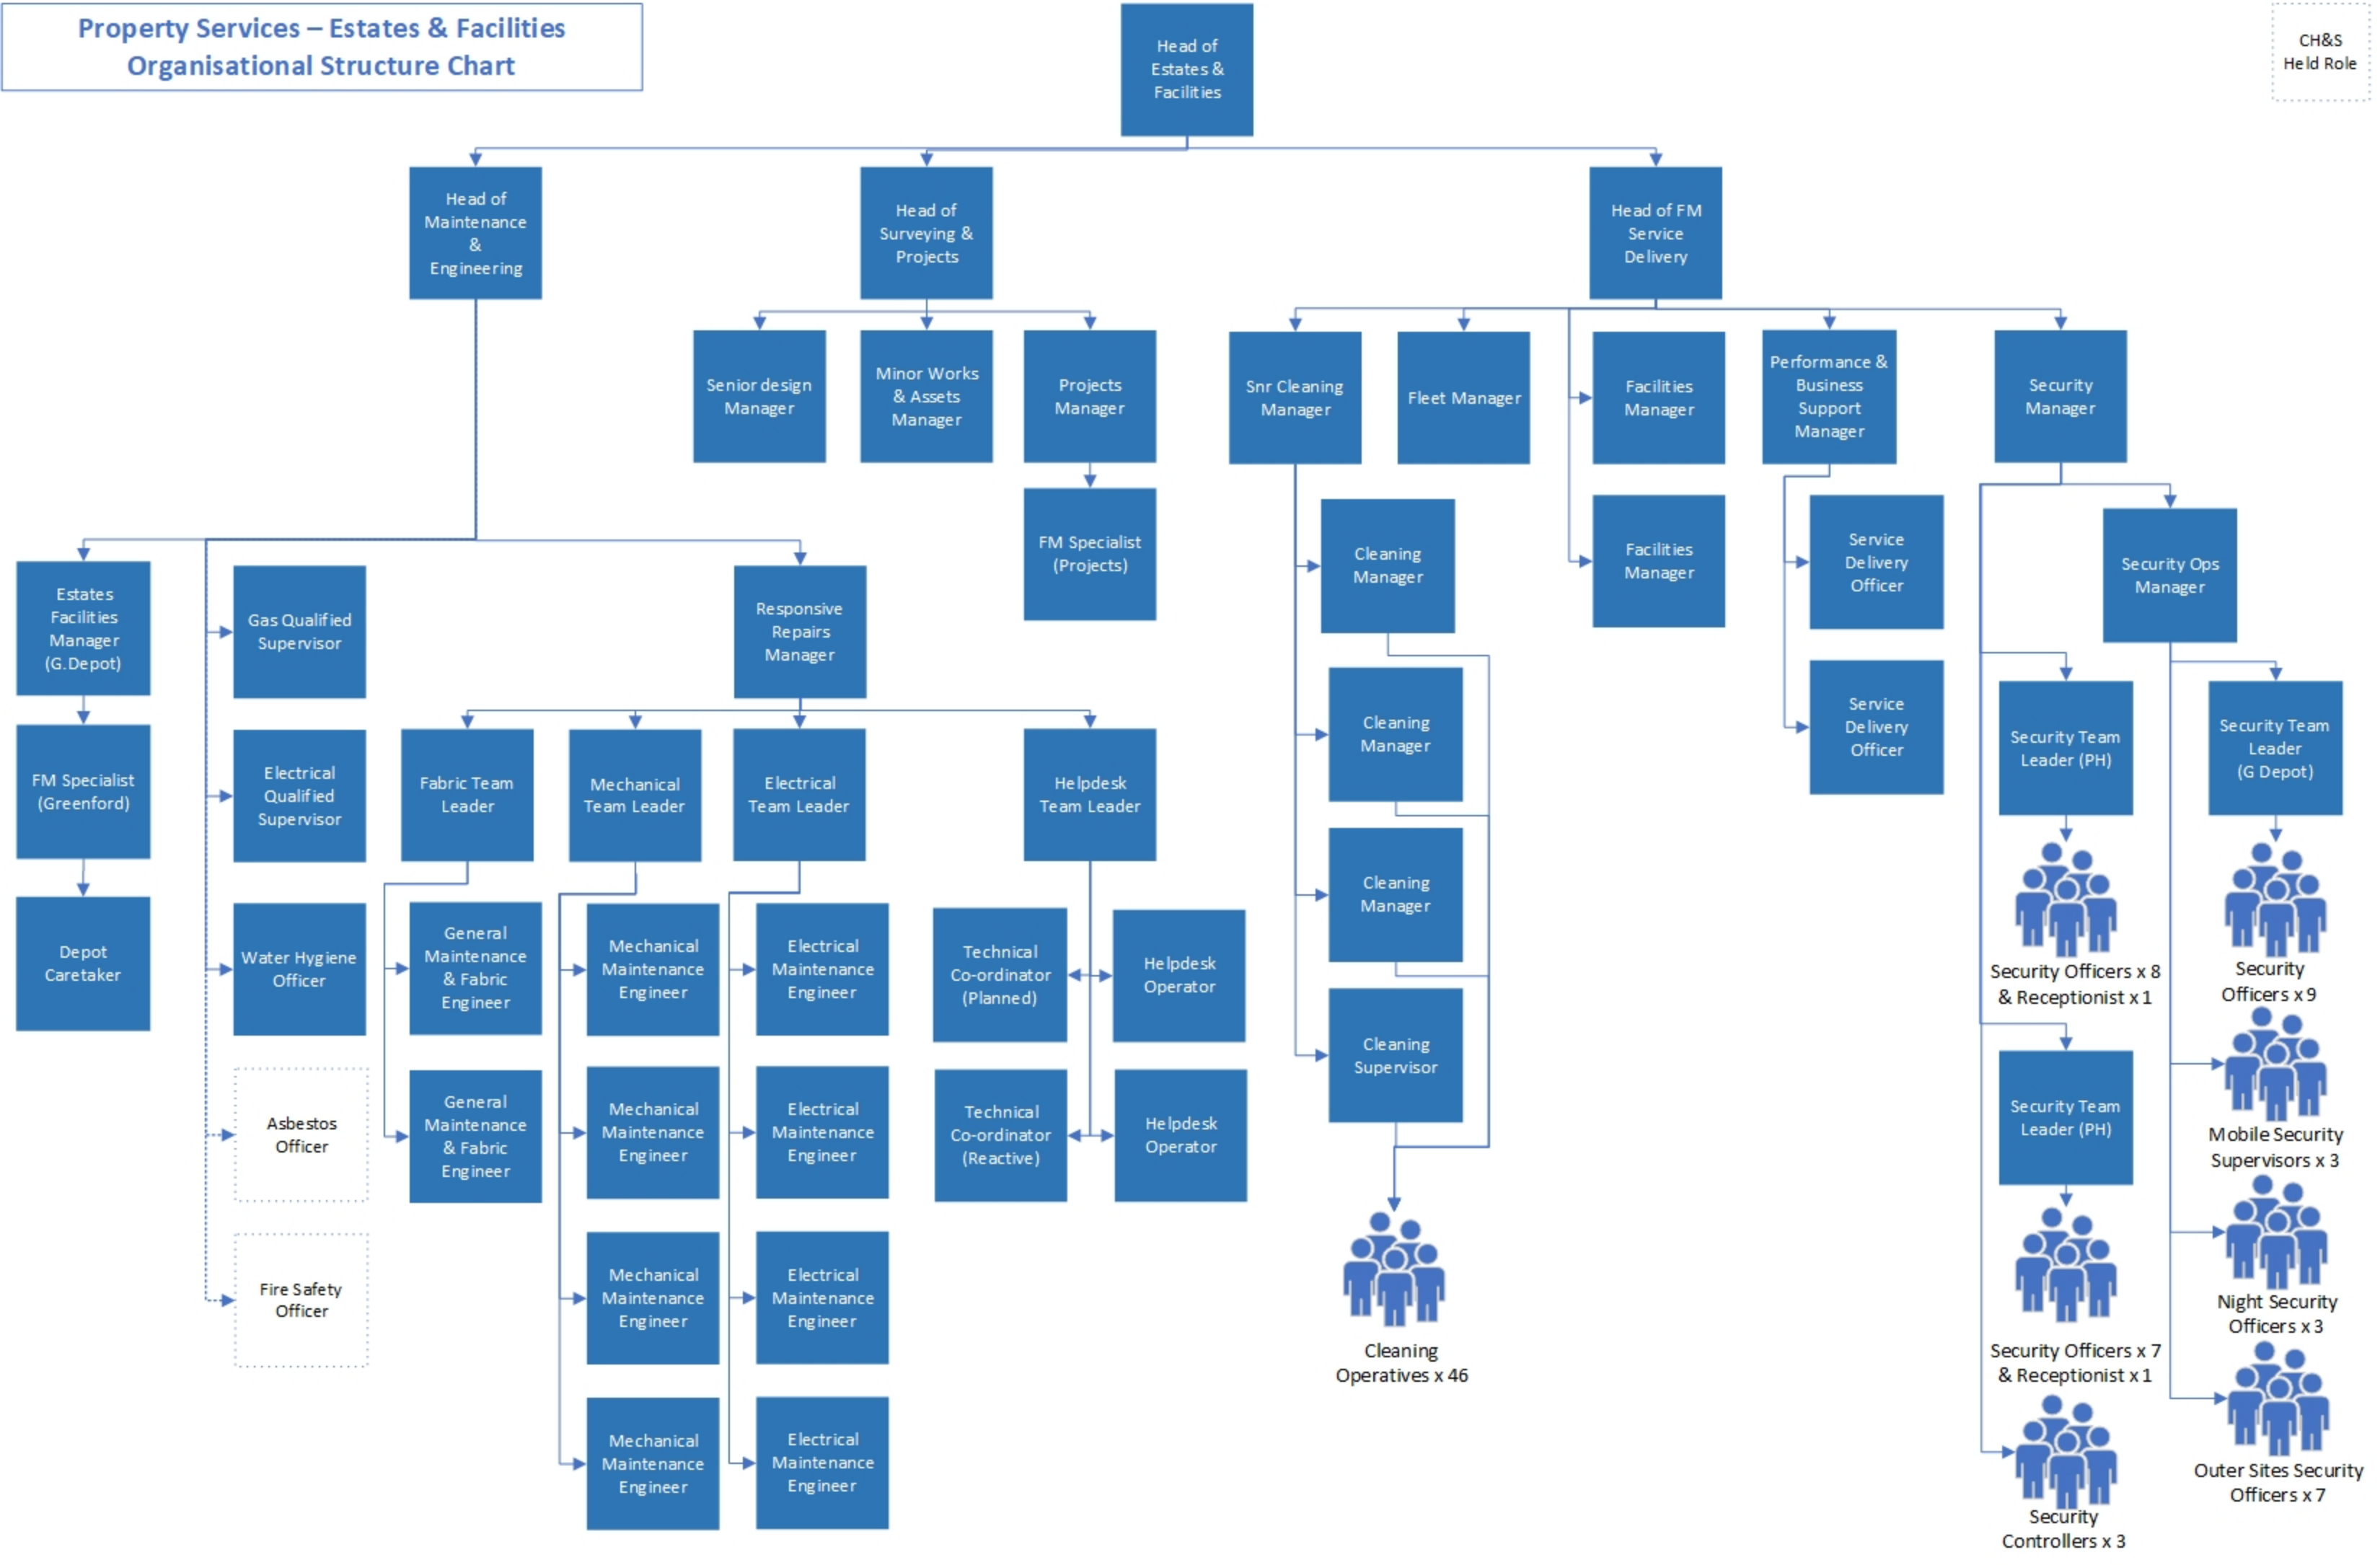 Property Services – Estates & Facilities
Organisational Structure Chart
Head of
Estates &
Facilities
CH&S
Held Role
Head of
Maintenance
&
Engineering
Head of
Surveying &
Projects
Head of FM
Service
Delivery
Senior design
Manager
Minor Works
& Assets
Manager
Projects
Manager
Snr Cleaning
Manager
Fleet Manager
Facilities
Manager
Performance &
Business
Support
Manager
Security
Manager
FM Specialist
(Projects)
Cleaning
Manager
Facilities
Manager
Service
Delivery
Officer
Security Ops
Manager
Estates
Facilities
Manager
(G.Depot)
Gas Qualified
Supervisor
Responsive
Repairs
Manager
Cleaning
Manager
Service
Delivery
Officer
Security Team
Leader (PH)
Security Team
Leader
(G Depot)
FM Specialist
(Greenford)
Electrical
Qualified
Supervisor
Fabric Team
Leader
Mechanical
Team Leader
Electrical
Team Leader
Helpdesk
Team Leader
Cleaning
Manager
Depot
Caretaker
Water Hygiene
Officer
General
Maintenance
& Fabric
Engineer
Mechanical
Maintenance
Engineer
Electrical
Maintenance
Engineer
Technical
Co-ordinator
(Planned)
Helpdesk
Operator
Security Officers x 8
& Receptionist x 1
Security
Officers x 9
Cleaning
Supervisor
Asbestos
Officer
General
Maintenance
& Fabric
Engineer
Mechanical
Maintenance
Engineer
Electrical
Maintenance
Engineer
Technical
Co-ordinator
(Reactive)
Helpdesk
Operator
Security Team
Leader (PH)
Mobile Security
Supervisors x 3
Fire Safety
Officer
Mechanical
Maintenance
Engineer
Electrical
Maintenance
Engineer
Night Security
Officers x 3
Cleaning
Operatives x 46
Security Officers x 7
& Receptionist x 1
Mechanical
Maintenance
Engineer
Electrical
Maintenance
Engineer
Outer Sites Security
Officers x 7
Security
Controllers x 3